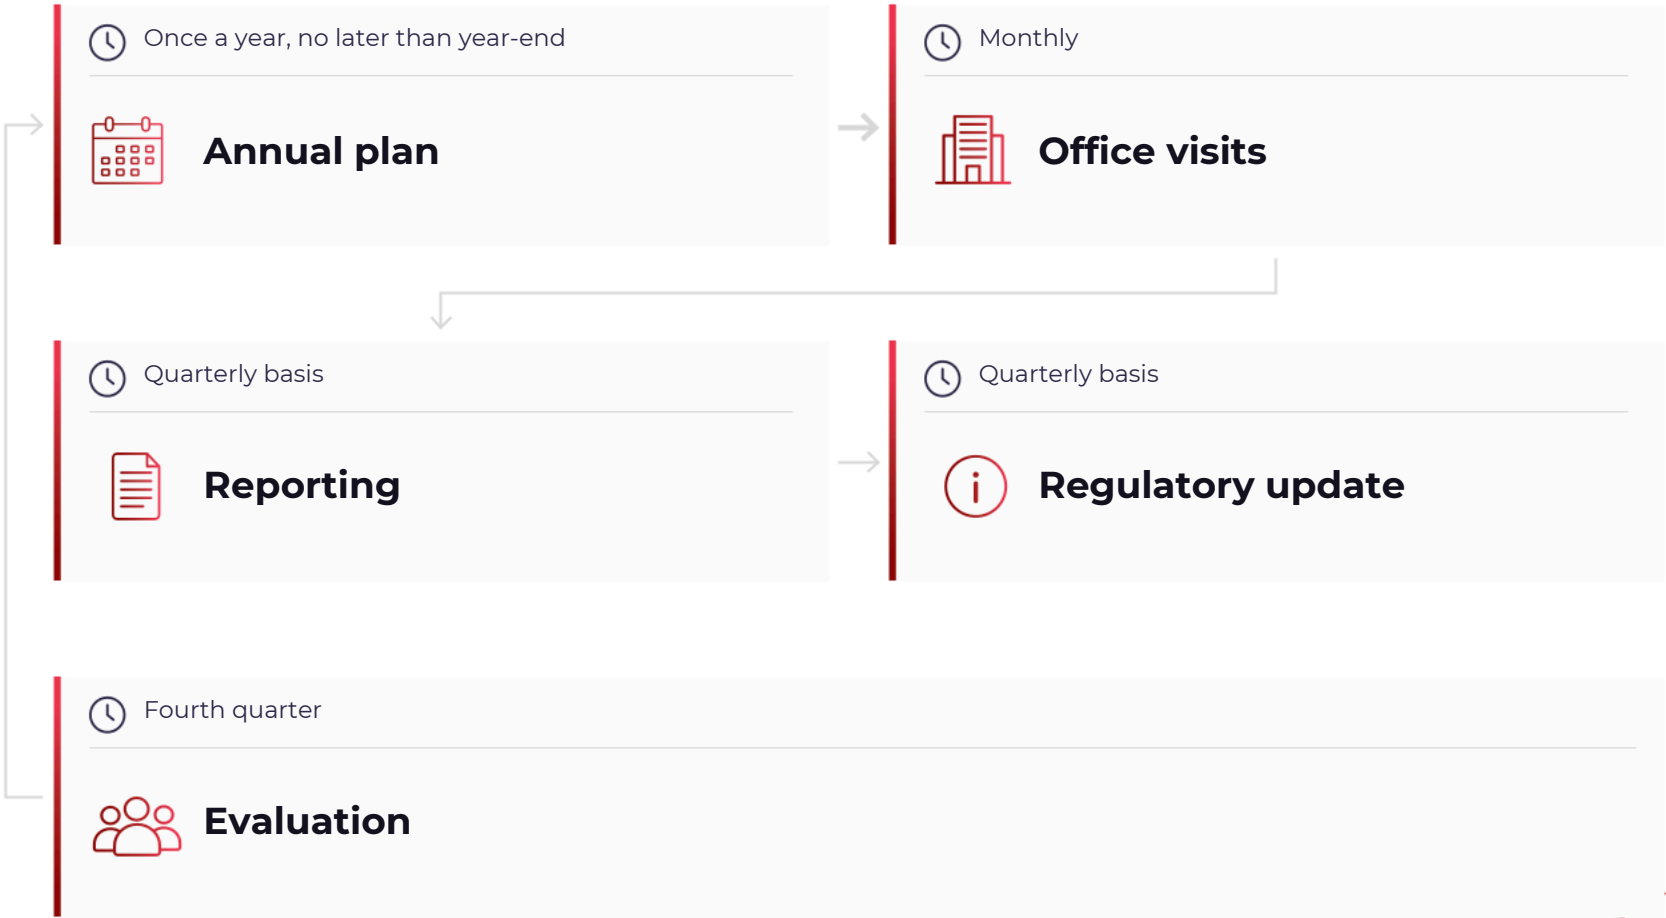 Once a year, no later than year-end
Annual plan
Monthly
Office visits
Quarterly basis
Reporting
Quarterly basis
Regulatory update
Fourth quarter
Evaluation